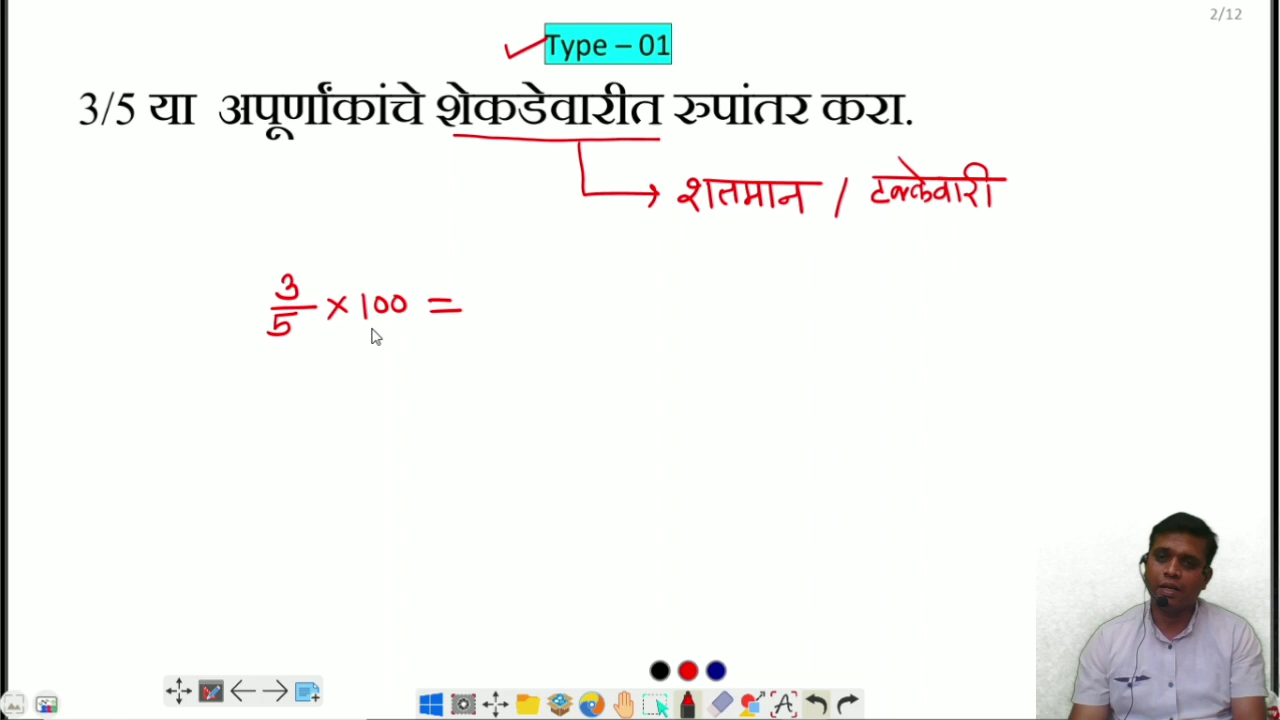 2/12
Type – 01
3/5 या अपूर्णांकांचे शेकडेवारीत रुपांतर करा.
शतमान / टक्केवारी
3/5 × 100 =